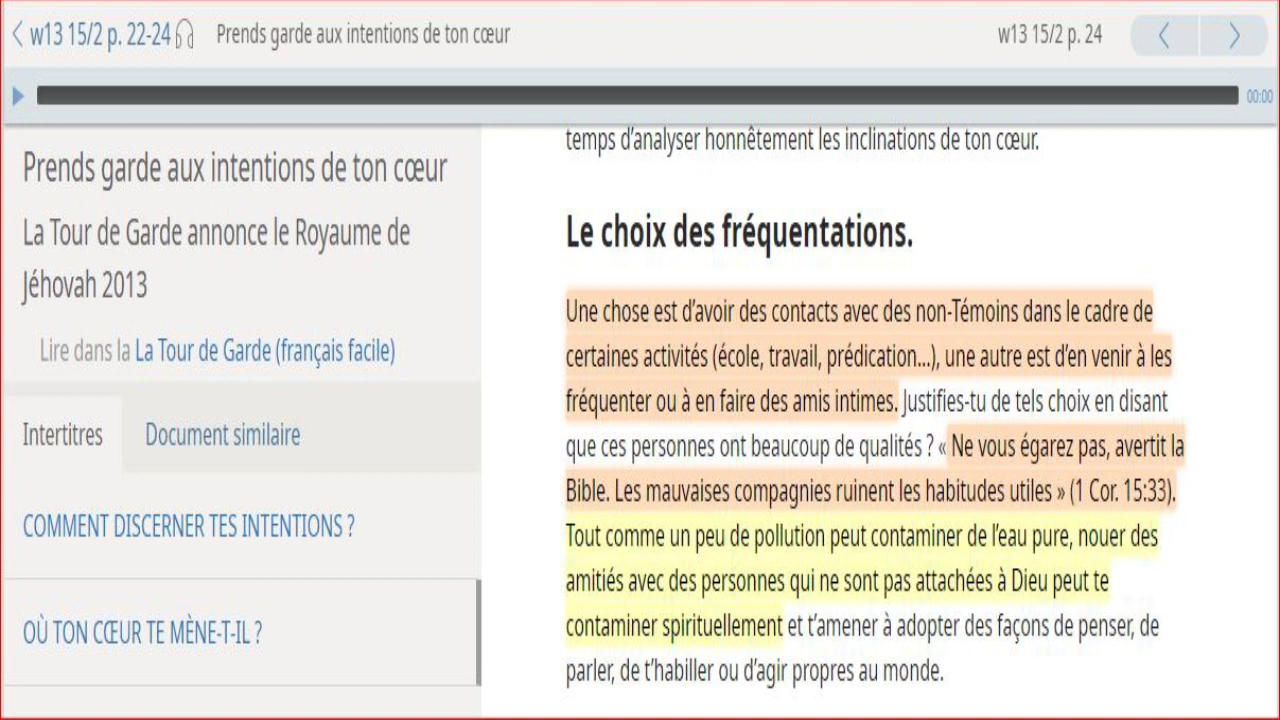 w13 15/2 p. 22-24 Prends garde aux intentions de ton cœur w13 15/2 p. 24
00:00
Prends garde aux intentions de ton cœur
La Tour de Garde annonce le Royaume de
Jéhovah 2013
Lire dans la La Tour de Garde (français facile)
Intertitres Document similaire
COMMENT DISCERNER TES INTENTIONS ?
OÙ TON CŒUR TE MÈNE-T-IL ?
temps d’analyser honnêtement les inclinations de ton cœur.
Le choix des fréquentations.
Une chose est d’avoir des contacts avec des non-Témoins dans le cadre de
certaines activités (école, travail, prédication...), une autre est d’en venir à les
fréquenter ou à en faire des amis intimes. Justifies-tu de tels choix en disant
que ces personnes ont beaucoup de qualités ? « Ne vous égarez pas, avertit la
Bible. Les mauvaises compagnies ruinent les habitudes utiles » (1 Cor. 15:33).
Tout comme un peu de pollution peut contaminer de l’eau pure, nouer des
amitiés avec des personnes qui ne sont pas attachées à Dieu peut te
contaminer spirituellement et t’amener à adopter des façons de penser, de
parler, de t’habiller ou d’agir propres au monde.